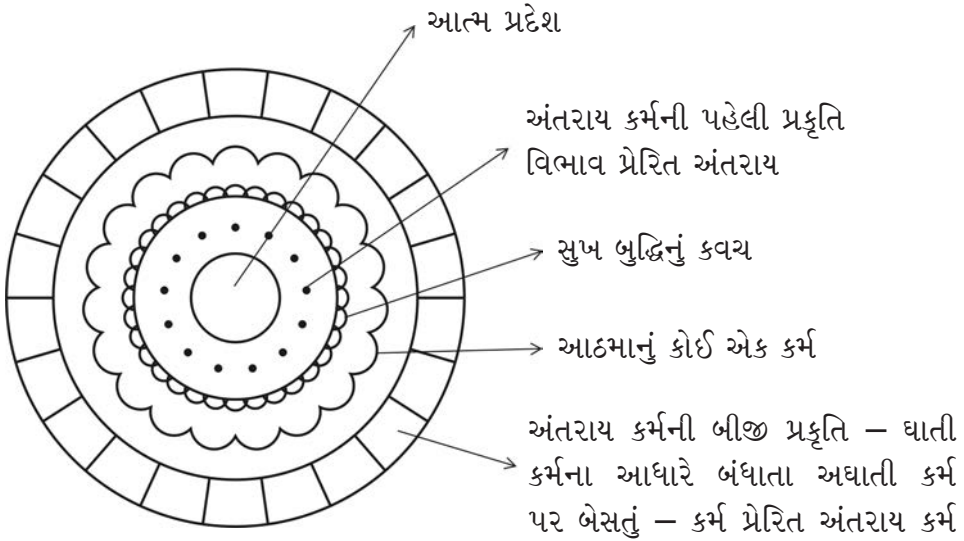 આત્મ પ્રદેશ
અંતરાય કર્મની પહેલી પ્રકૃતિ
વિભાવ પ્રેરિત અંતરાય
સુખ બુદ્ધિનું કવચ
આઠમાનું કોઈ એક કર્મ
અંતરાય કર્મની બીજી પ્રકૃતિ – ઘાતી
કર્મના આધારે બંધાતા અઘાતી કર્મ
પર બેસતું – કર્મ પ્રેરિત અંતરાય કર્મ